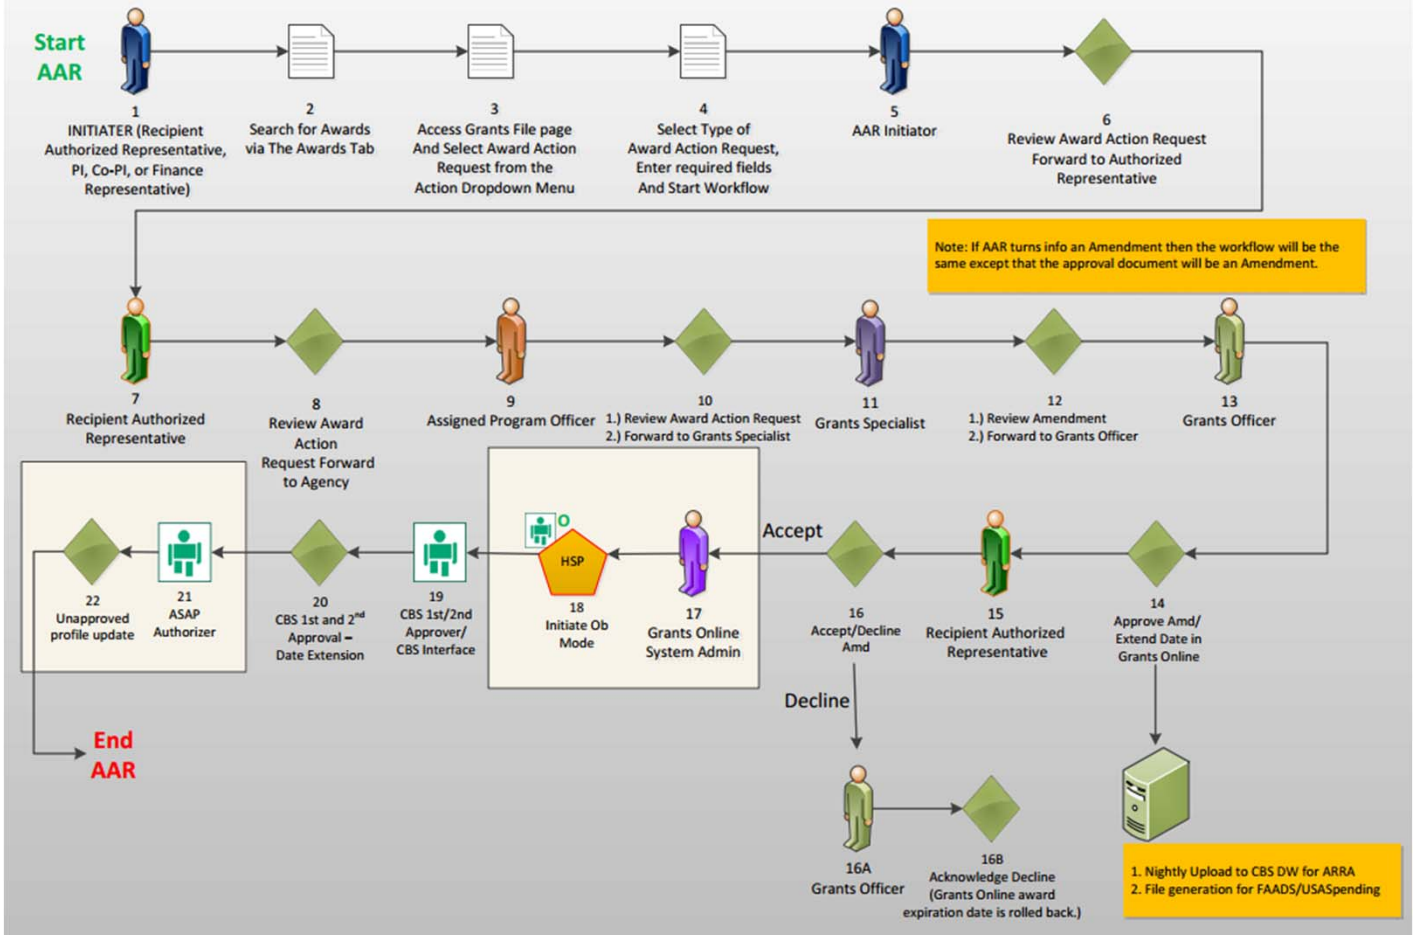 Start
AAR
1
INITIATER (Recipient
Authorized Representative,
PI, Co-PI, or Finance
Representative)
2
Search for Awards
via The Awards Tab
3
Access Grants File page
And Select Award Action
Request from the
Action Dropdown Menu
4
Select Type of
Award Action Request,
Enter required fields
And Start Workflow
5
AAR Initiator
6
Review Award Action Request
Forward to Authorized
Representative
Note: If AAR turns info an Amendment then the workflow will be the
same except that the approval document will be an Amendment.
7
Recipient Authorized
Representative
8
Review Award
Action
Request Forward
to Agency
9
Assigned Program Officer
10
1.) Review Award Action Request
2.) Forward to Grants Specialist
11
Grants Specialist
12
1.) Review Amendment
2.) Forward to Grants Officer
13
Grants Officer
14
Approve Amd/
Extend Date in
Grants Online
15
Recipient Authorized
Representative
16
Accept/Decline
Amd
Accept
Decline
17
Grants Online
System Admin
O
HSP
18
Initiate Ob
Mode
19
CBS 1st/2nd
Approver/
CBS Interface
20
CBS 1st and 2nd
Approval –
Date Extension
21
ASAP
Authorizer
22
Unapproved
profile update
End
AAR
16A
Grants Officer
16B
Acknowledge Decline
(Grants Online award
expiration date is rolled back.)
1. Nightly Upload to CBS DW for ARRA
2. File generation for FAADS/USASpending